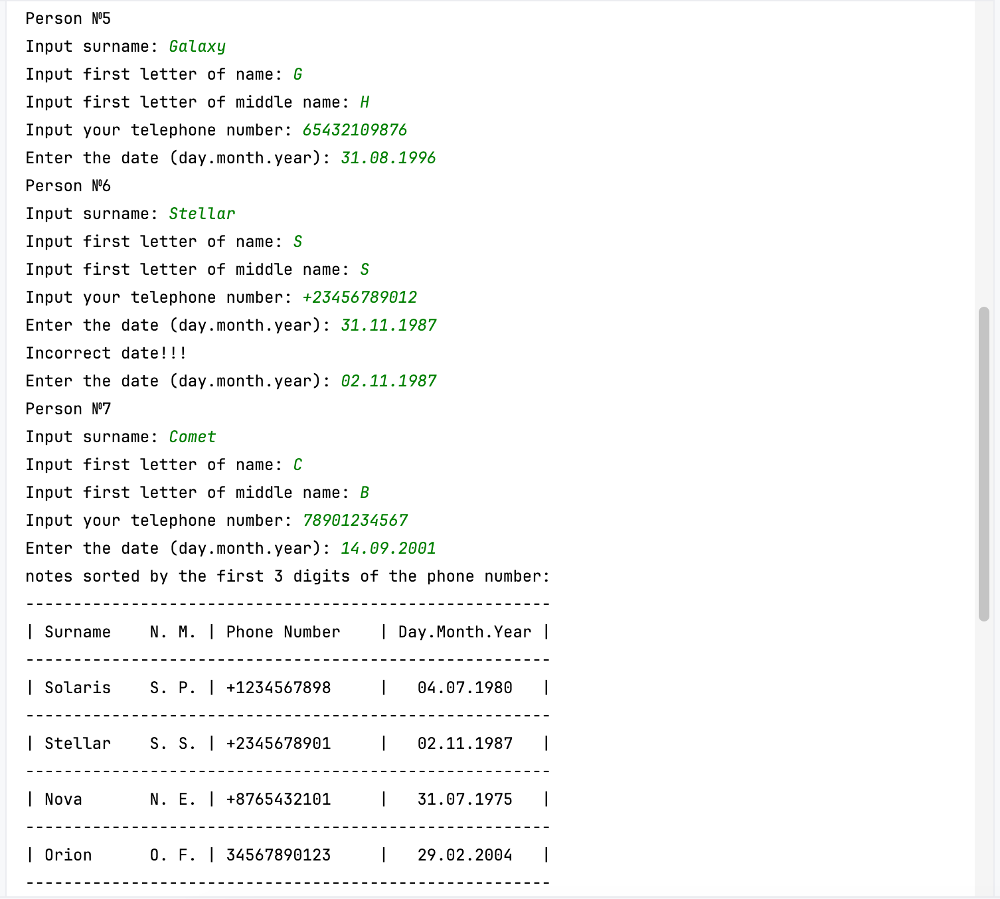 Person №5
Input surname: Galaxy
Input first letter of name: G
Input first letter of middle name: H
Input your telephone number: 65432109876
Enter the date (day.month.year): 31.08.1996
Person №6
Input surname: Stellar
Input first letter of name: S
Input first letter of middle name: S
Input your telephone number: +23456789012
Enter the date (day.month.year): 31.11.1987
Incorrect date!!!
Enter the date (day.month.year): 02.11.1987
Person №7
Input surname: Comet
Input first letter of name: C
Input first letter of middle name: B
Input your telephone number: 78901234567
Enter the date (day.month.year): 14.09.2001
notes sorted by the first 3 digits of the phone number:
-------------------------------------------------------
| Surname    N. M. | Phone Number    | Day.Month.Year |
-------------------------------------------------------
| Solaris    S. P. | +1234567898     |   04.07.1980   |
-------------------------------------------------------
| Stellar    S. S. | +2345678901     |   02.11.1987   |
-------------------------------------------------------
| Nova       N. E. | +8765432101     |   31.07.1975   |
-------------------------------------------------------
| Orion      O. F. | 34567890123     |   29.02.2004   |
-------------------------------------------------------